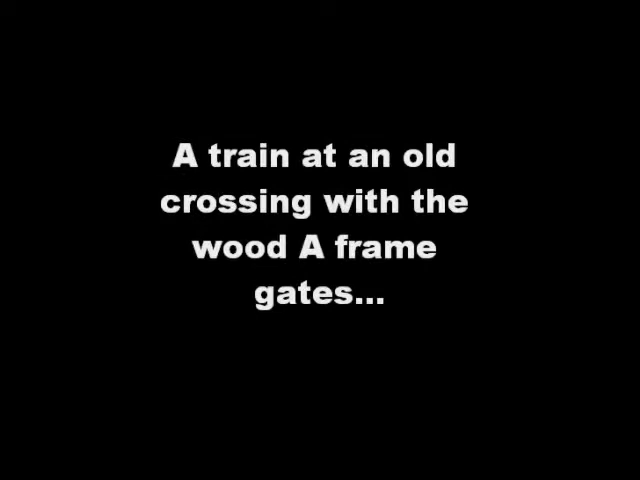 A train at an old
crossing with the
wood A frame
gates...